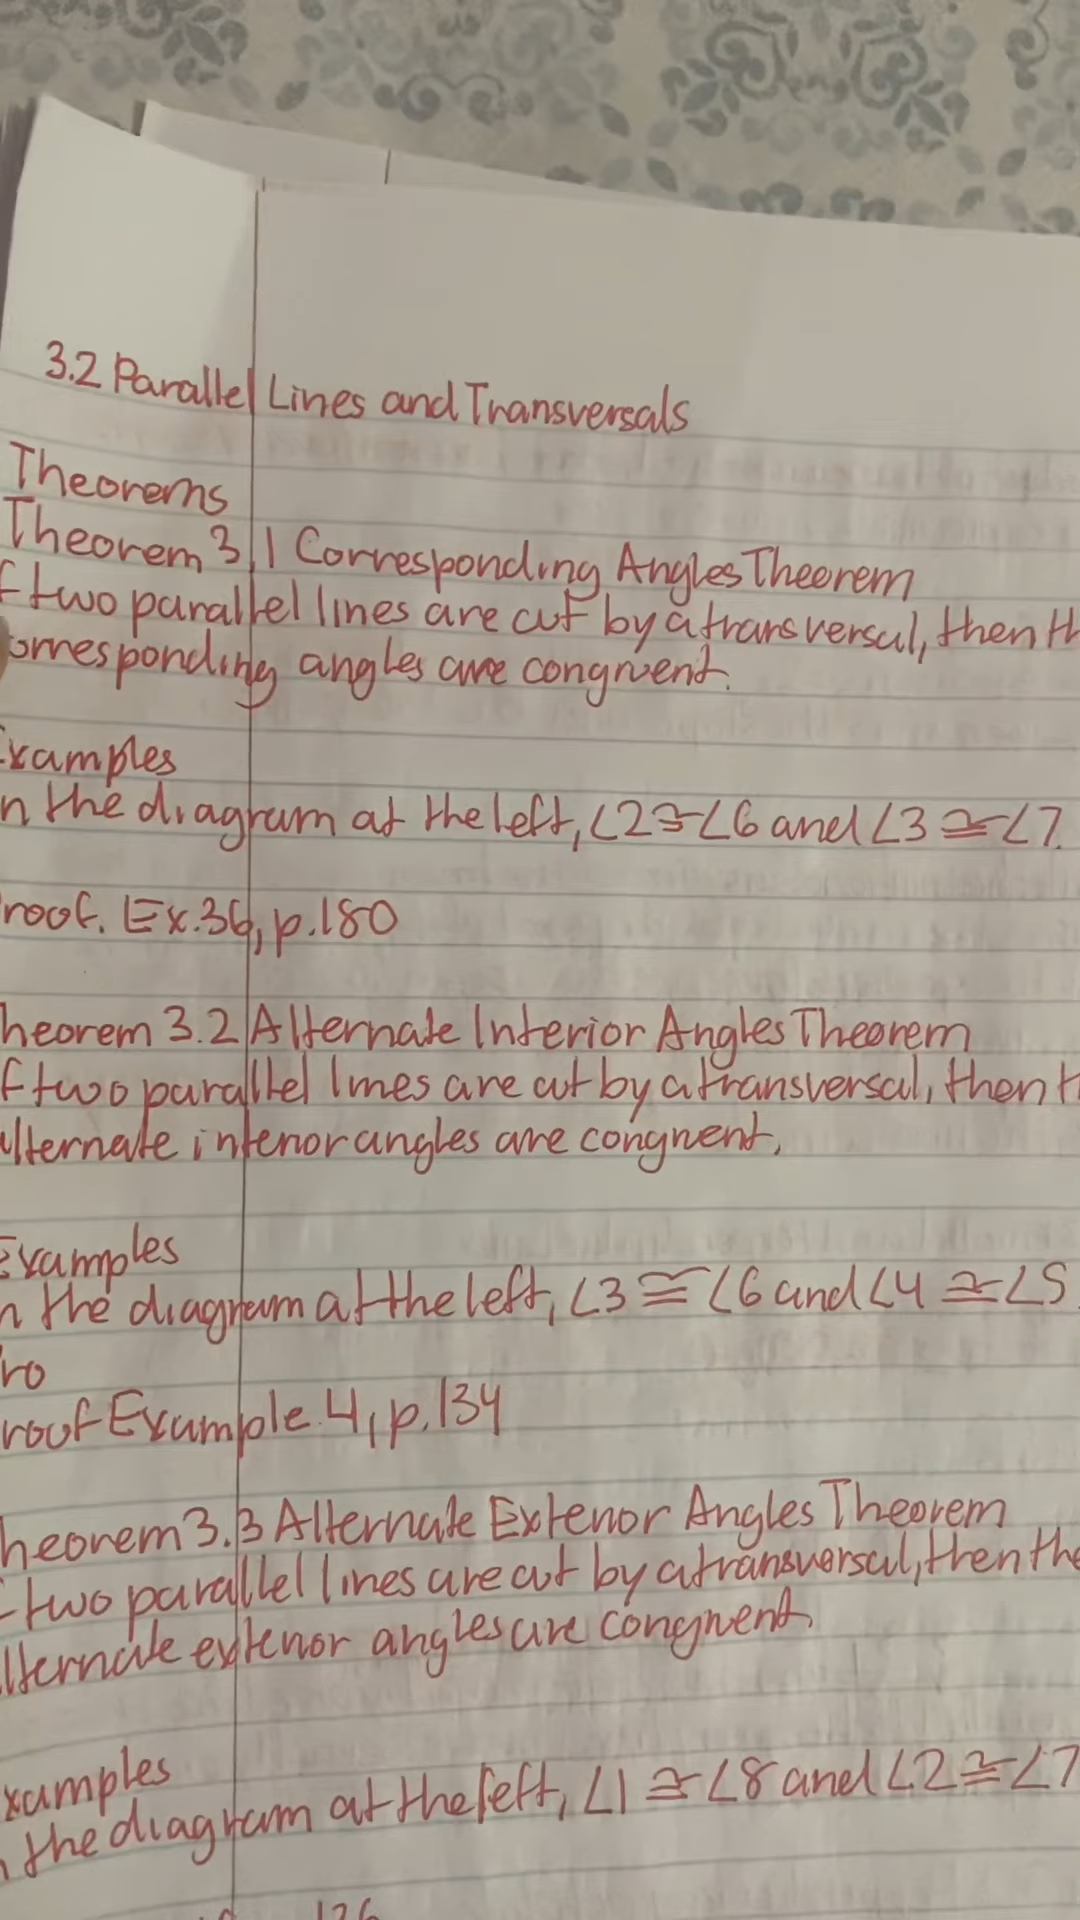 3.2 Parallel Lines and Transversals
Theorems
Theorem 3.1 Corresponding Angles Theorem
f two parallel lines are cut by a transversal, then th
orresponding angles are congruent.
xamples
n the diagram at the left, ∠2≅∠6 and ∠3≅∠7.
roof. Ex.36, p.180
heorem 3.2 Alternate Interior Angles Theorem
f two parallel lines are cut by a transversal, then t
alternate interior angles are congruent,
Examples
n the diagram at the left, ∠3≅∠6 and ∠4≅∠5
ro
roof Example.4, p.134
heorem 3.3 Alternate Exterior Angles Theorem
two parallel lines are cut by a transversal, then the
lternate exterior angles are congruent.
xamples
the diagram at the left, ∠1≅∠8 and ∠2≅∠7